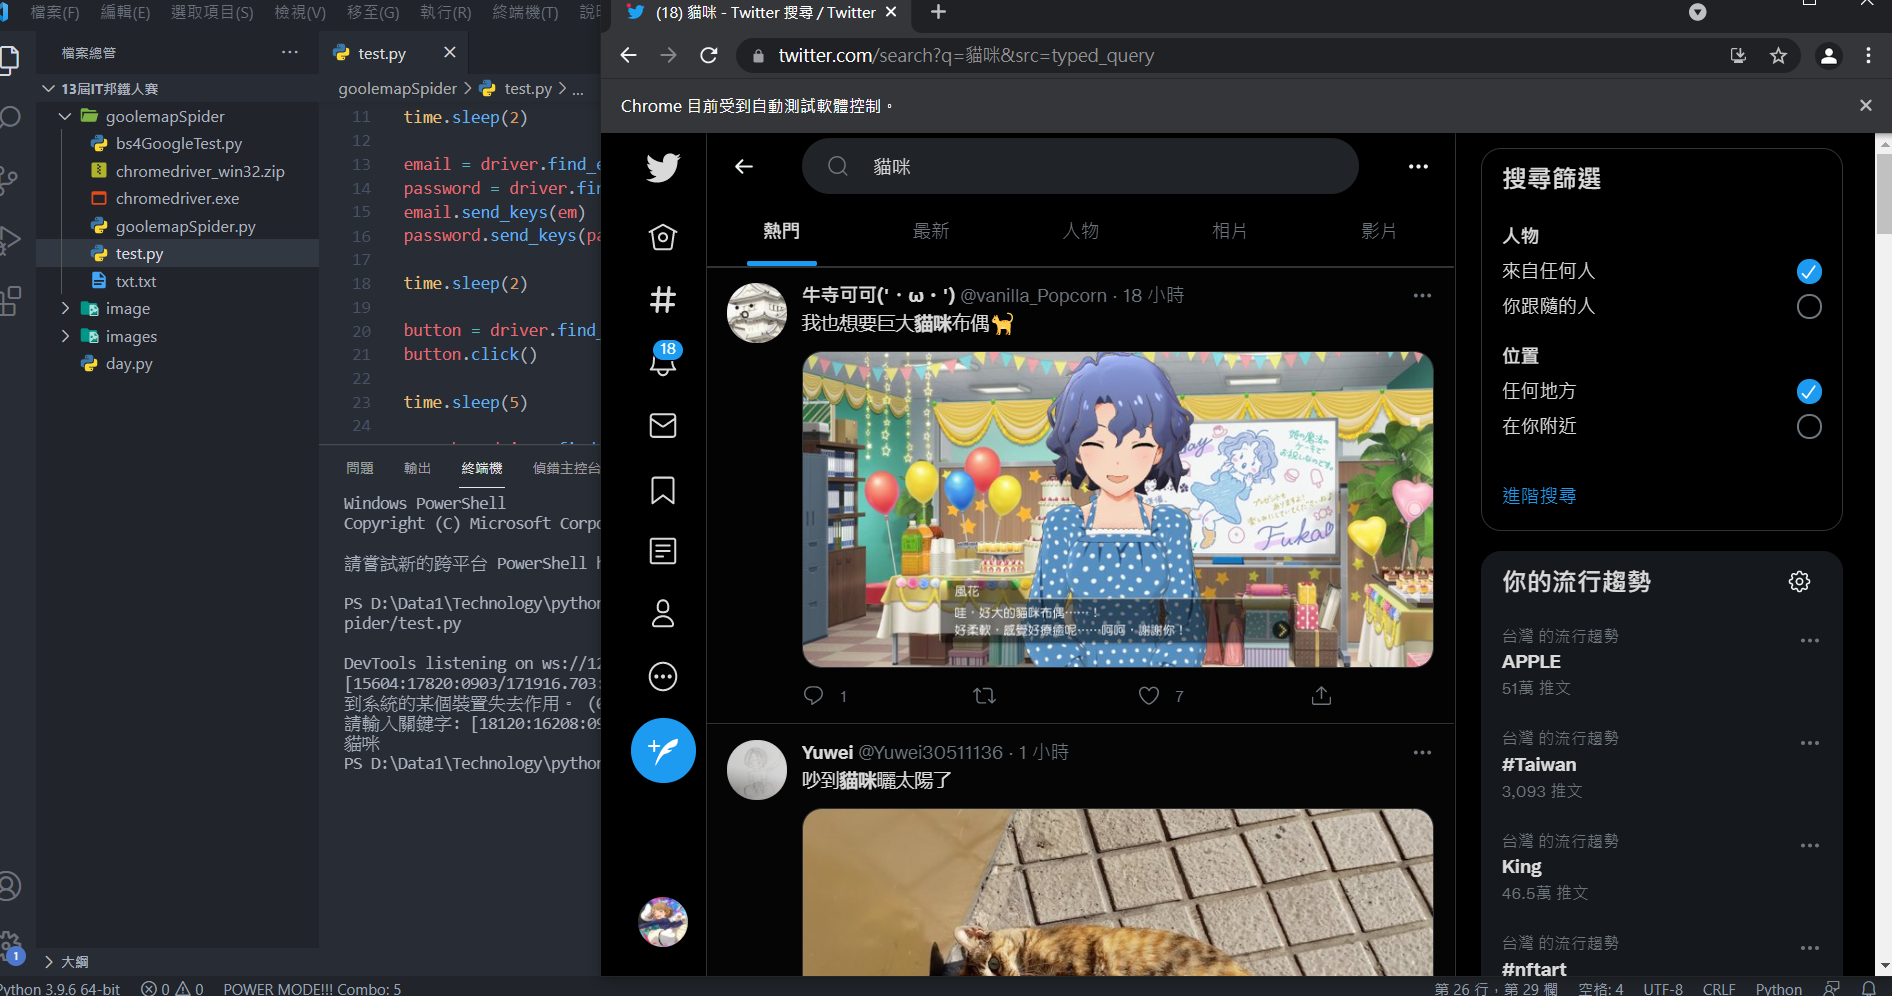 檔案(F) 編輯(E) 選取項目(S) 檢視(V) 移至(G) 執行(R) 終端機(T) 說明
檔案總管
13屆IT邦鐵人賽
goolemapSpider
bs4GoogleTest.py
chromedriver_win32.zip
chromedriver.exe
goolemapSpider.py
test.py
txt.txt
image
images
day.py
大綱
test.py
goolemapSpider > test.py > ...
11 time.sleep(2)
12
13 email = driver.find_e
14 password = driver.fin
15 email.send_keys(em)
16 password.send_keys(pa
17
18 time.sleep(2)
19
20 button = driver.find_
21 button.click()
22
23 time.sleep(5)
24
問題 輸出 終端機 偵錯主控台
Windows PowerShell
Copyright (C) Microsoft Corpo
請嘗試新的跨平台 PowerShell h
PS D:\Data1\Technology\python
pider/test.py
DevTools listening on ws://12
[15604:17820:0903/171916.703:
到系統的某個裝置失去作用。 (0
請輸入關鍵字: [18120:16208:09
貓咪
PS D:\Data1\Technology\python
(18) 貓咪 - Twitter 搜尋 / Twitter
twitter.com/search?q=貓咪&src=typed_query
Chrome 目前受到自動測試軟體控制。
18
貓咪
熱門 最新 人物 相片 影片
牛寺可可('・ω・') @vanilla_Popcorn · 18 小時
我也想要巨大貓咪布偶🐈
Fuka
風花
哇，好大的貓咪布偶……！
好柔軟，感覺好療癒呢……呵呵，謝謝你！
1 7
Yuwei @Yuwei30511136 · 1 小時
吵到貓咪曬太陽了
搜尋篩選
人物
來自任何人
你跟隨的人
位置
任何地方
在你附近
進階搜尋
你的流行趨勢
台灣 的流行趨勢
APPLE
51萬 推文
台灣 的流行趨勢
#Taiwan
3,093 推文
台灣 的流行趨勢
King
46.5萬 推文
台灣 的流行趨勢
#nftart
1
Python 3.9.6 64-bit 0 0 POWER MODE!!! Combo: 5 第 26 行，第 29 欄 空格: 4 UTF-8 CRLF Python